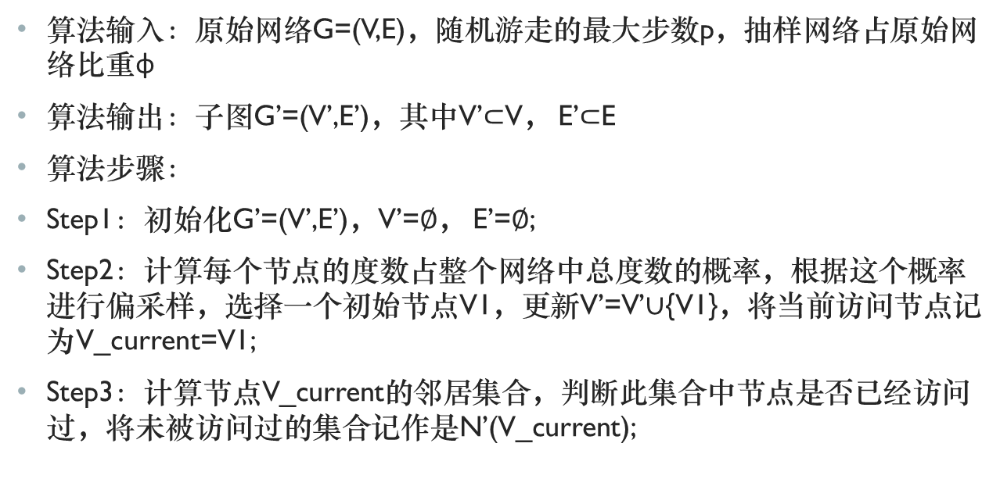 • 算法输入：原始网络G=(V,E)，随机游走的最大步数p，抽样网络占原始网
络比重φ
• 算法输出：子图G’=(V’,E’)，其中V’⊂V， E’⊂E
• 算法步骤：
• Step1：初始化G’=(V’,E’)，V’=∅， E’=∅;
• Step2：计算每个节点的度数占整个网络中总度数的概率，根据这个概率
进行偏采样，选择一个初始节点V1，更新V’=V’∪{V1}，将当前访问节点记
为V_current=V1;
• Step3：计算节点V_current的邻居集合，判断此集合中节点是否已经访问
过，将未被访问过的集合记作是N’(V_current);